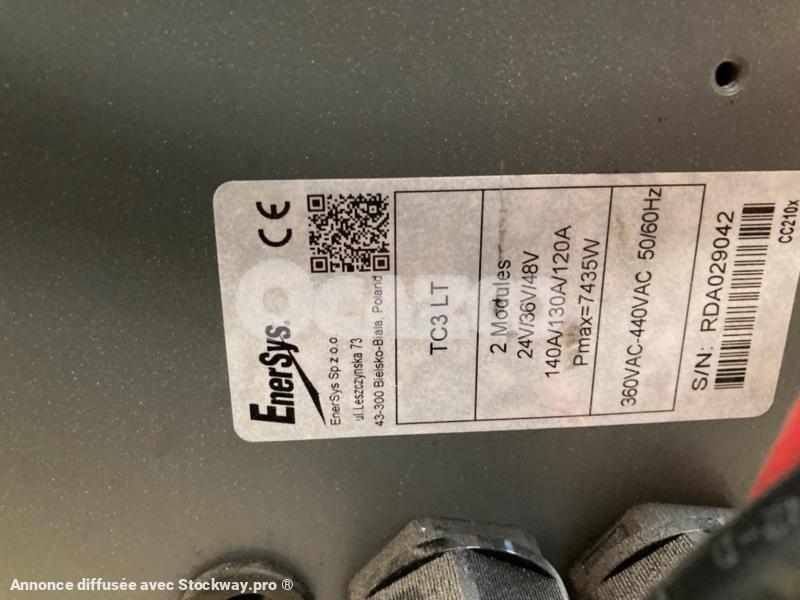 EnerSys®
CE
EnerSys Sp z o.o.
ul.Leszczynska 73
43-300 Bielsko-Biala, Poland
TC3 LT
2 Modules
24V/36V/48V
140A/130A/120A
Pmax=7435W
360VAC-440VAC 50/60Hz
S/N: RDA029042
CC210x
Annonce diffusée avec Stockway.pro ®